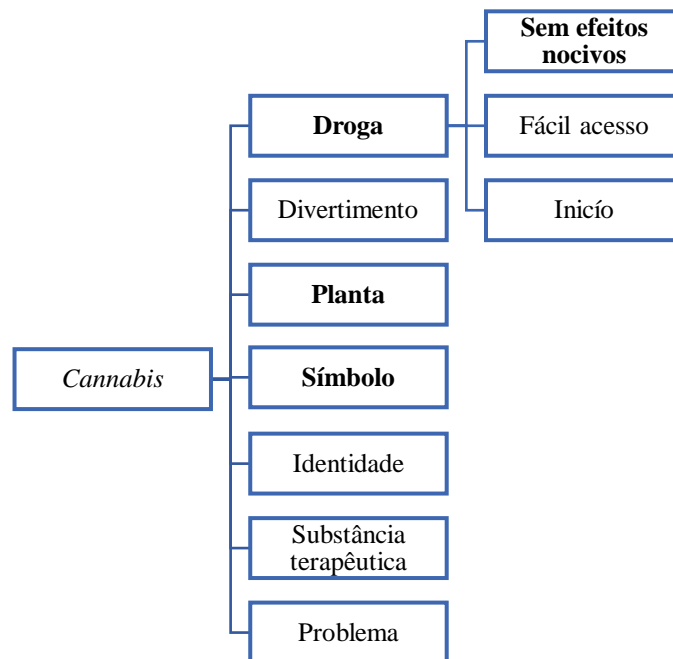 Sem efeitos
nocivos
Droga
Fácil acesso
Divertimento
Inicío
Planta
Cannabis
Símbolo
Identidade
Substância
terapêutica
Problema